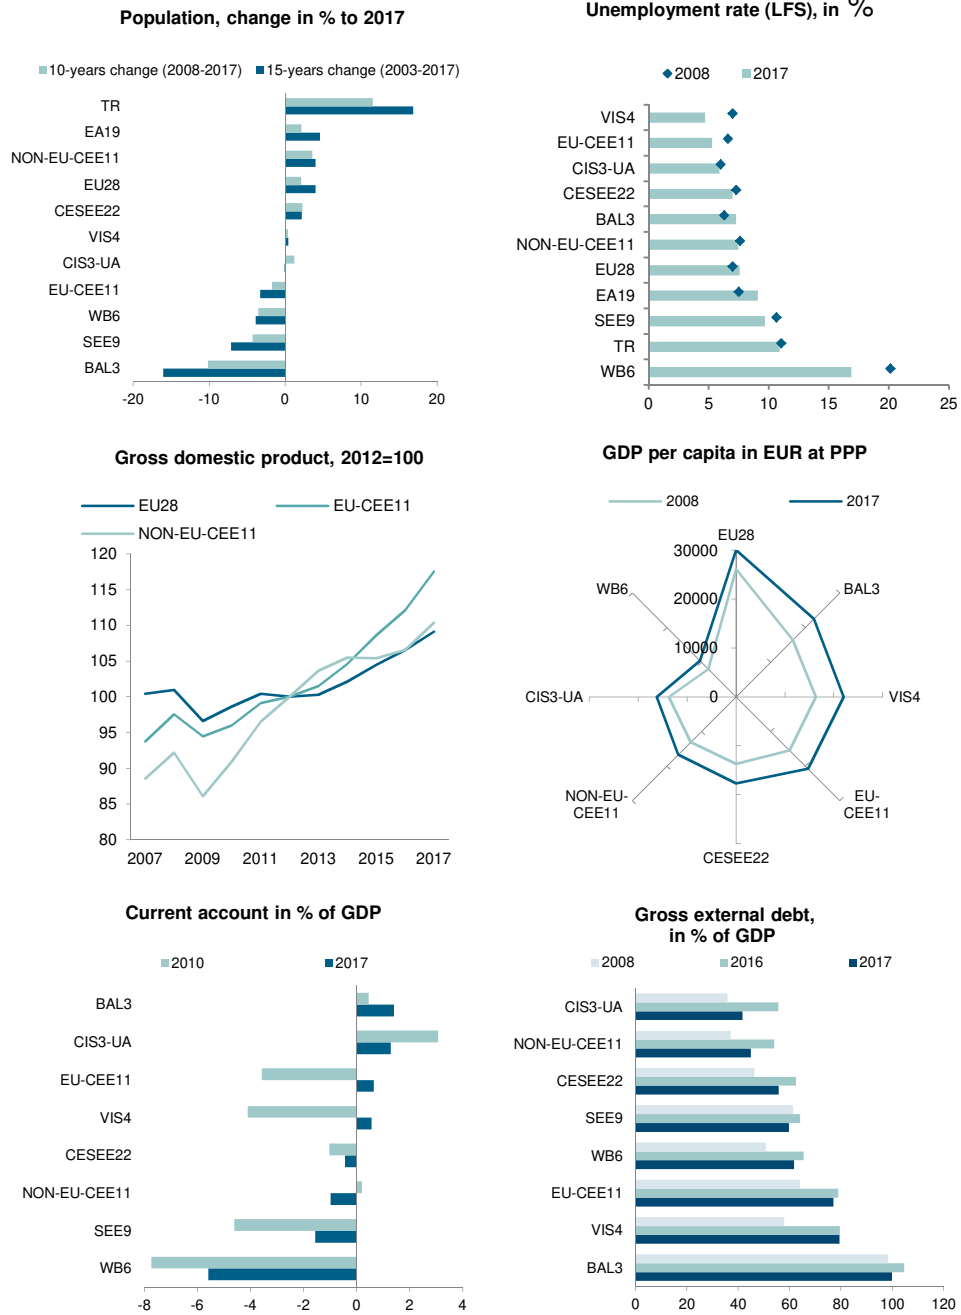 Population, change in % to 2017
10-years change (2008-2017) 15-years change (2003-2017)
TR
EA19
NON-EU-CEE11
EU28
CESEE22
VIS4
CIS3-UA
EU-CEE11
WB6
SEE9
BAL3
-20 -10 0 10 20
Unemployment rate (LFS), in %
2008 2017
VIS4
EU-CEE11
CIS3-UA
CESEE22
BAL3
NON-EU-CEE11
EU28
EA19
SEE9
TR
WB6
0 5 10 15 20 25
Gross domestic product, 2012=100
EU28 EU-CEE11
NON-EU-CEE11
120
115
110
105
100
95
90
85
80
2007 2009 2011 2013 2015 2017
GDP per capita in EUR at PPP
2008 2017
EU28
30000
WB6 BAL3
20000
10000
CIS3-UA 0 VIS4
NON-EU-
CEE11
EU-
CEE11
CESEE22
Current account in % of GDP
2010 2017
BAL3
CIS3-UA
EU-CEE11
VIS4
CESEE22
NON-EU-CEE11
SEE9
WB6
-8 -6 -4 -2 0 2 4
Gross external debt,
in % of GDP
2008 2016 2017
CIS3-UA
NON-EU-CEE11
CESEE22
SEE9
WB6
EU-CEE11
VIS4
BAL3
0 20 40 60 80 100 120